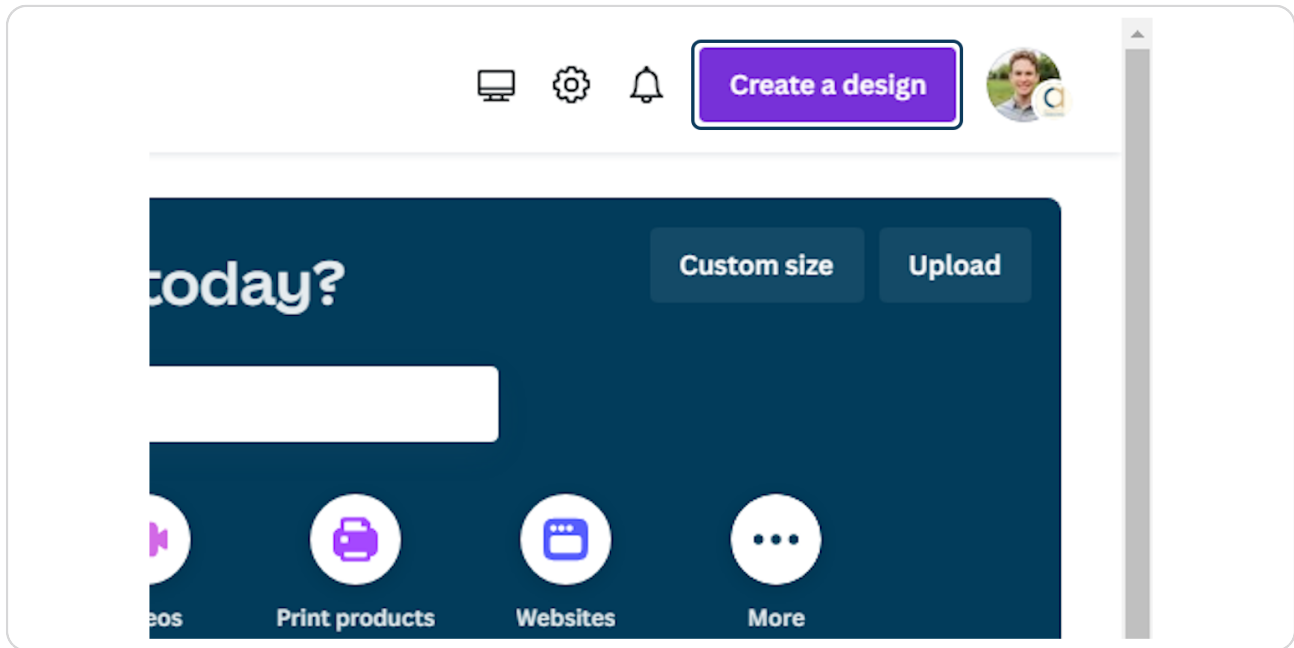 Create a design
today?
Custom size
Upload
Print products
Websites
More